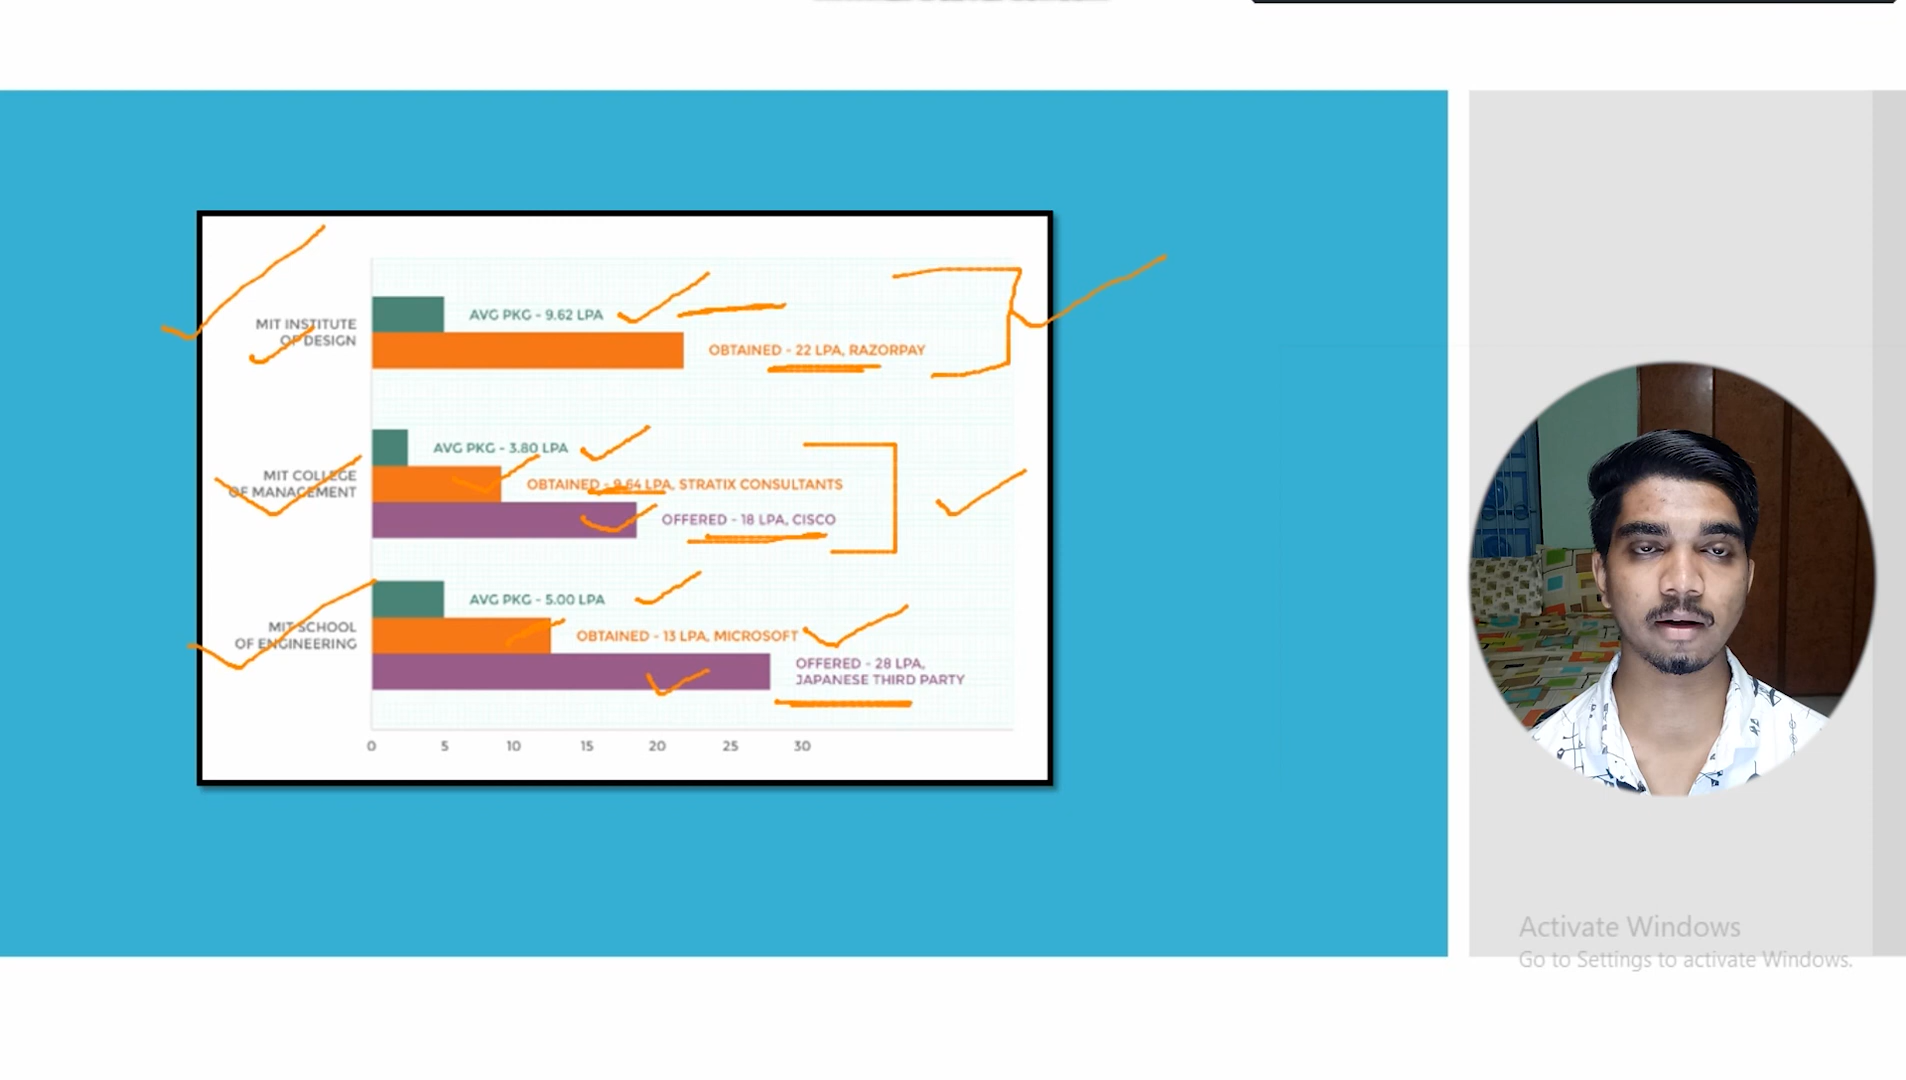 MIT INSTITUTE
OF DESIGN
AVG PKG - 9.62 LPA
OBTAINED - 22 LPA, RAZORPAY
MIT COLLEGE
OF MANAGEMENT
AVG PKG - 3.80 LPA
OBTAINED - 9.64 LPA, STRATIX CONSULTANTS
OFFERED - 18 LPA, CISCO
MIT SCHOOL
OF ENGINEERING
AVG PKG - 5.00 LPA
OBTAINED - 13 LPA, MICROSOFT
OFFERED - 28 LPA,
JAPANESE THIRD PARTY
0 5 10 15 20 25 30
Activate Windows
Go to Settings to activate Windows.